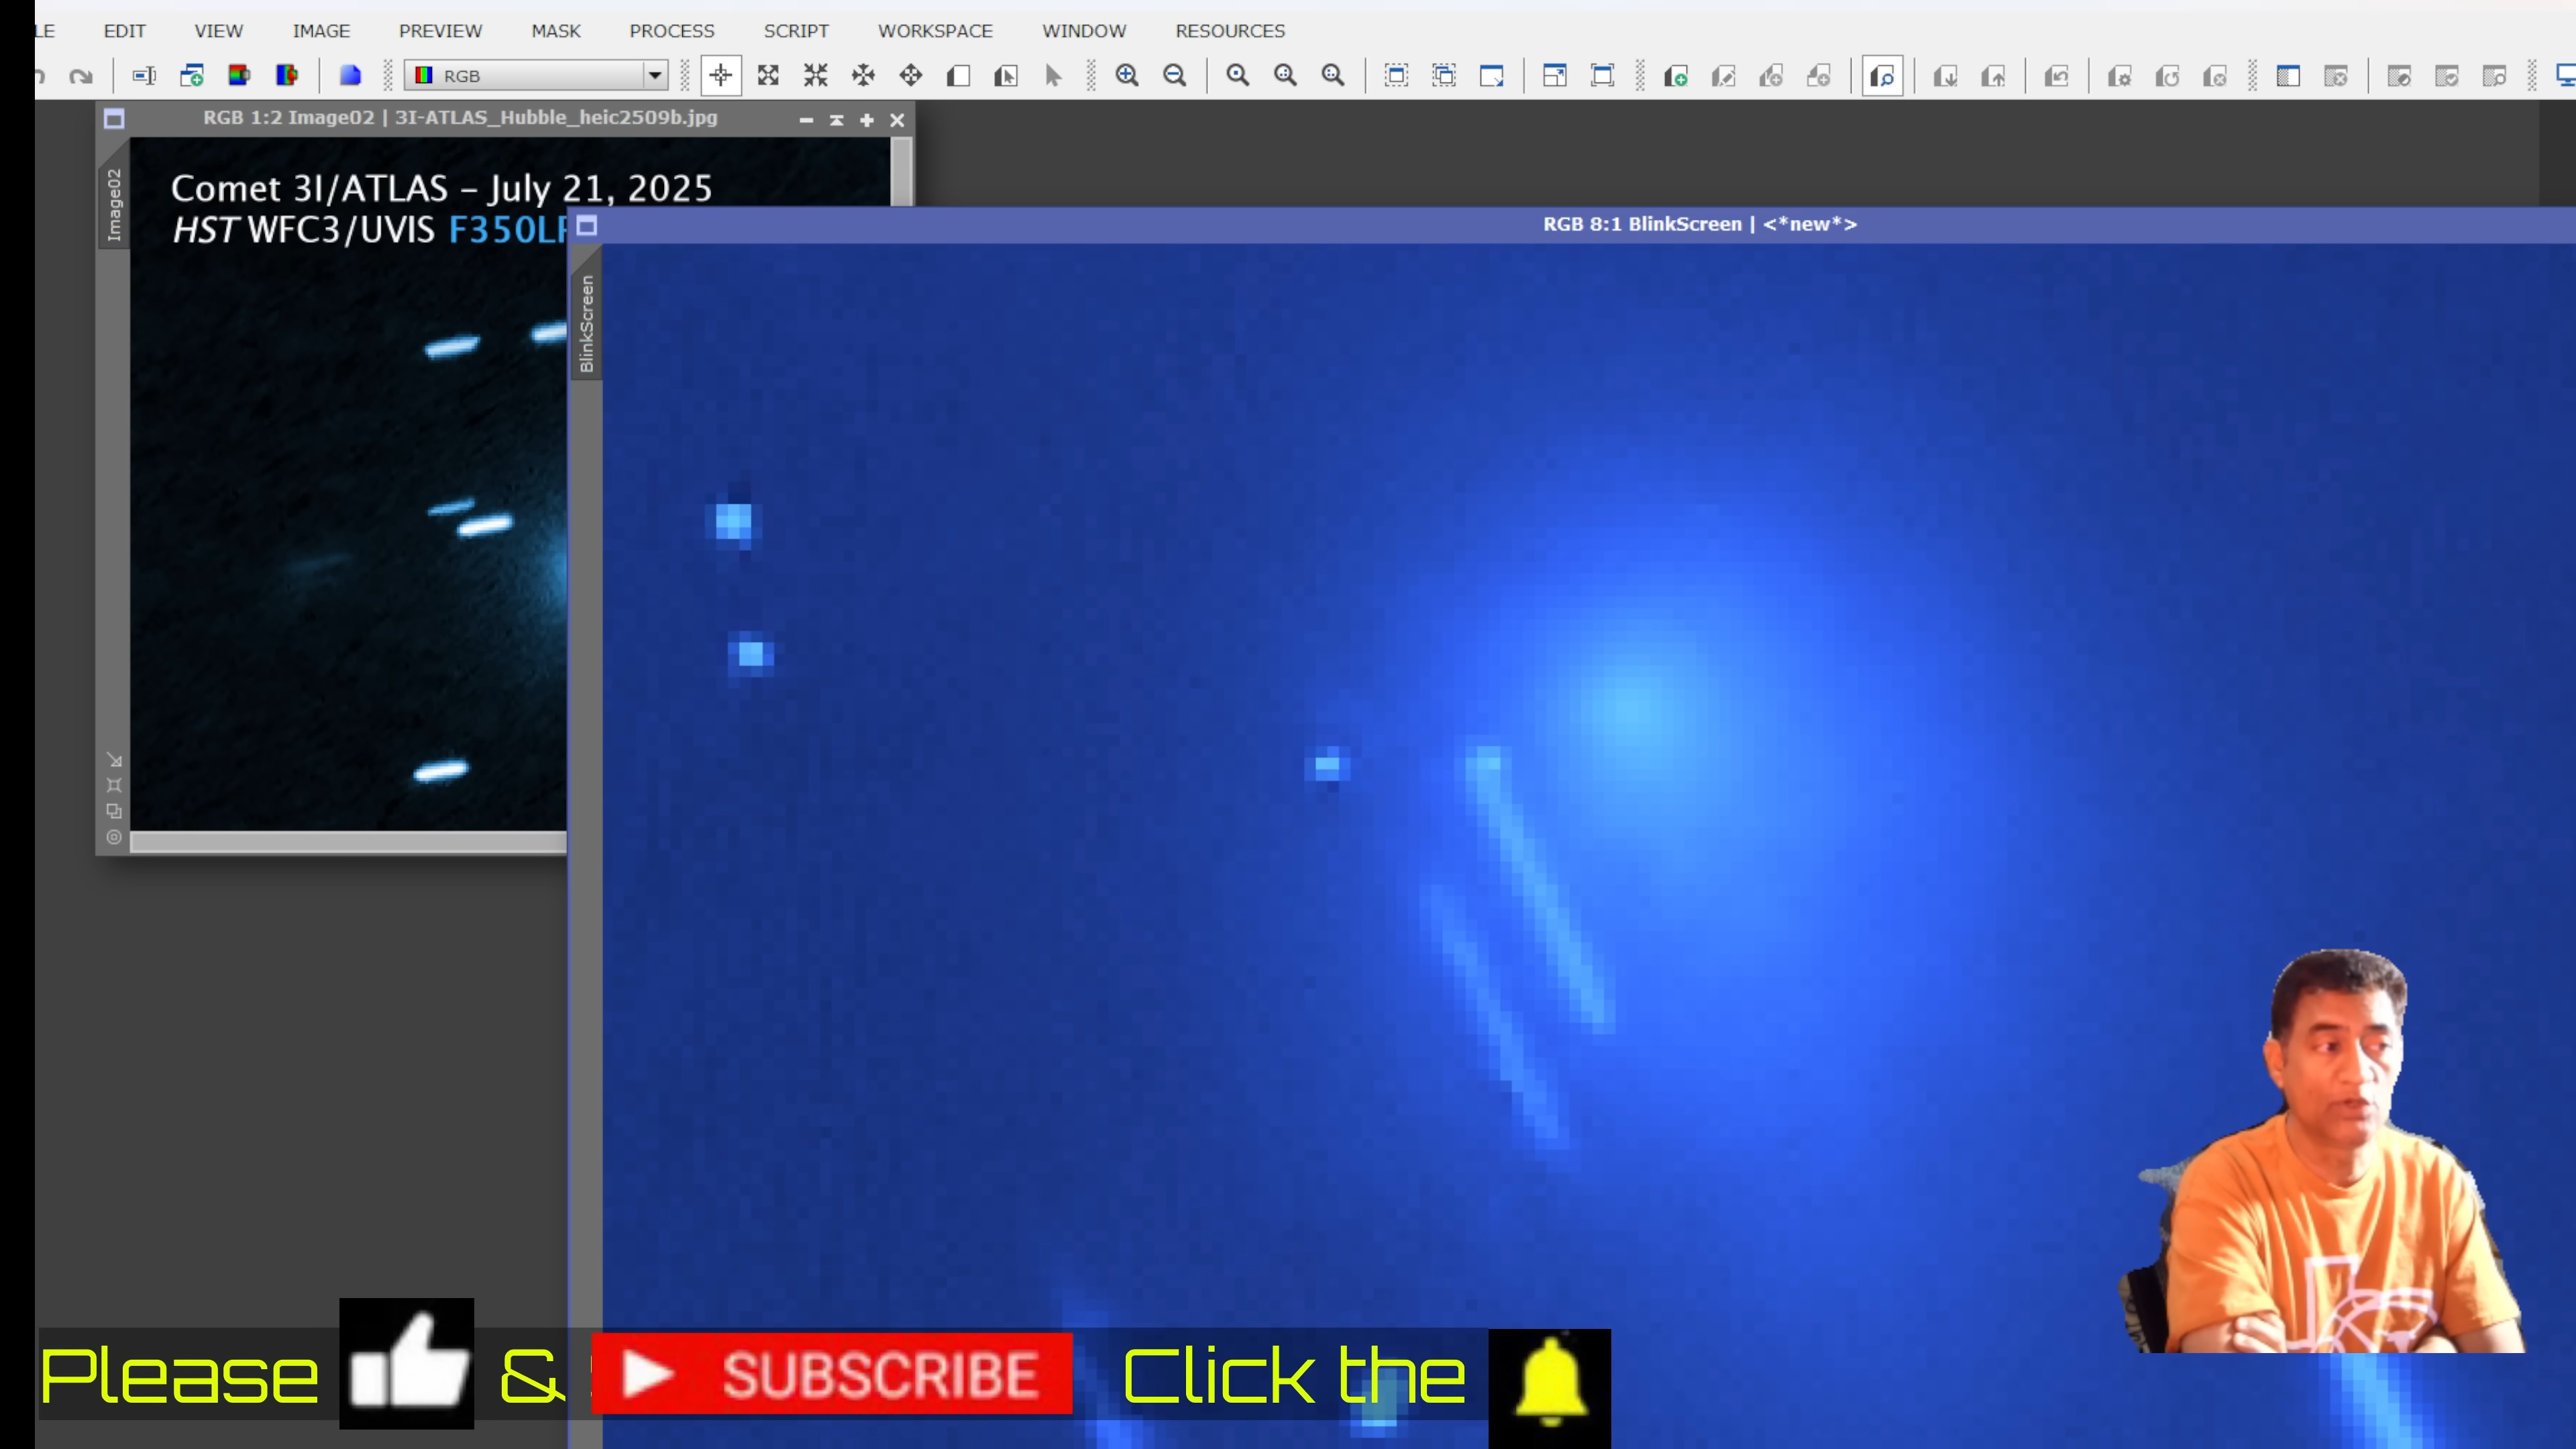 LE EDIT VIEW IMAGE PREVIEW MASK PROCESS SCRIPT WORKSPACE WINDOW RESOURCES
RGB
RGB 1:2 Image02 | 3I-ATLAS_Hubble_heic2509b.jpg
Image02
Comet 3I/ATLAS – July 21, 2025
HST WFC3/UVIS F350LP
RGB 8:1 BlinkScreen | <*new*>
BlinkScreen
Please & SUBSCRIBE Click the